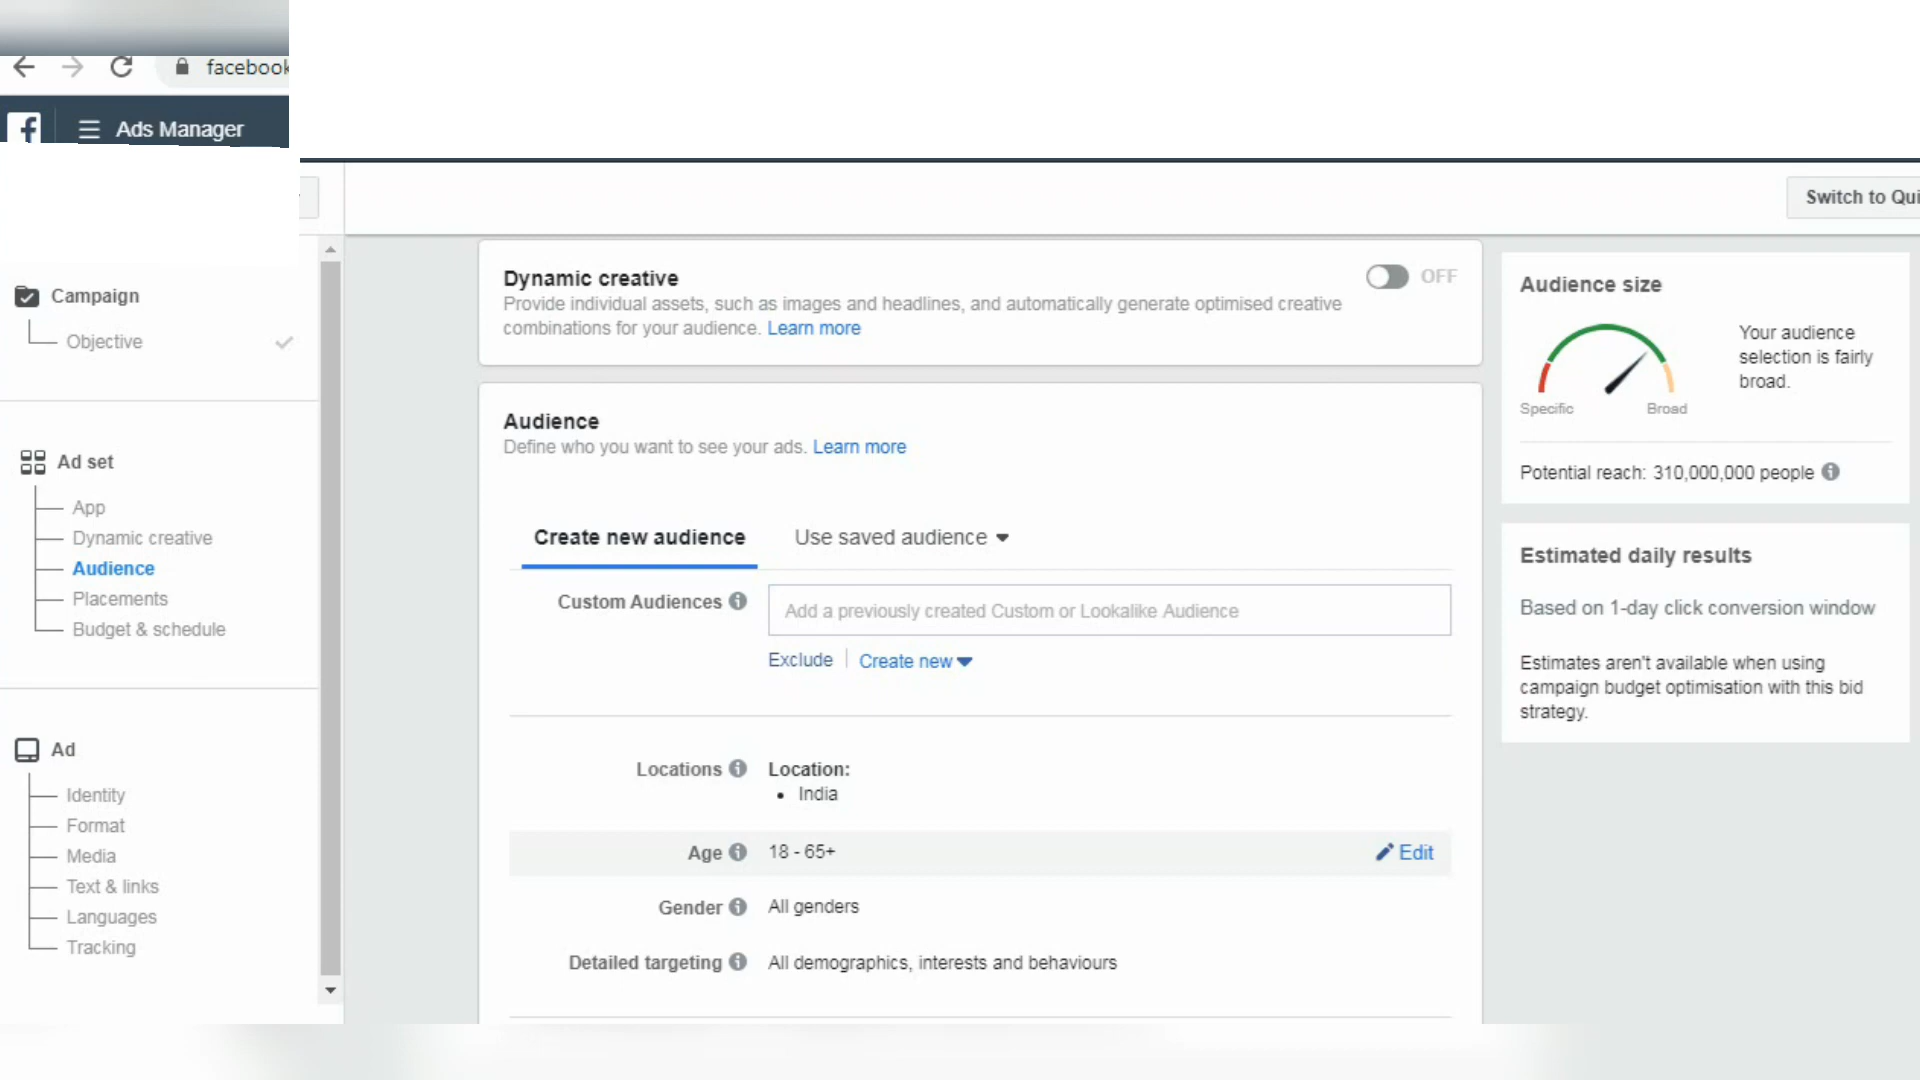 facebook
Ads Manager
Switch to Qui
Campaign
Objective
Ad set
App
Dynamic creative
Audience
Placements
Budget & schedule
Ad
Identity
Format
Media
Text & links
Languages
Tracking
Dynamic creative
OFF
Provide individual assets, such as images and headlines, and automatically generate optimised creative
combinations for your audience. Learn more
Audience
Define who you want to see your ads. Learn more
Create new audience
Use saved audience
Custom Audiences
Add a previously created Custom or Lookalike Audience
Exclude
Create new
Locations
Location:
• India
Age
18 - 65+
Edit
Gender
All genders
Detailed targeting
All demographics, interests and behaviours
Audience size
Your audience
selection is fairly
broad.
Specific
Broad
Potential reach: 310,000,000 people
Estimated daily results
Based on 1-day click conversion window
Estimates aren't available when using
campaign budget optimisation with this bid
strategy.